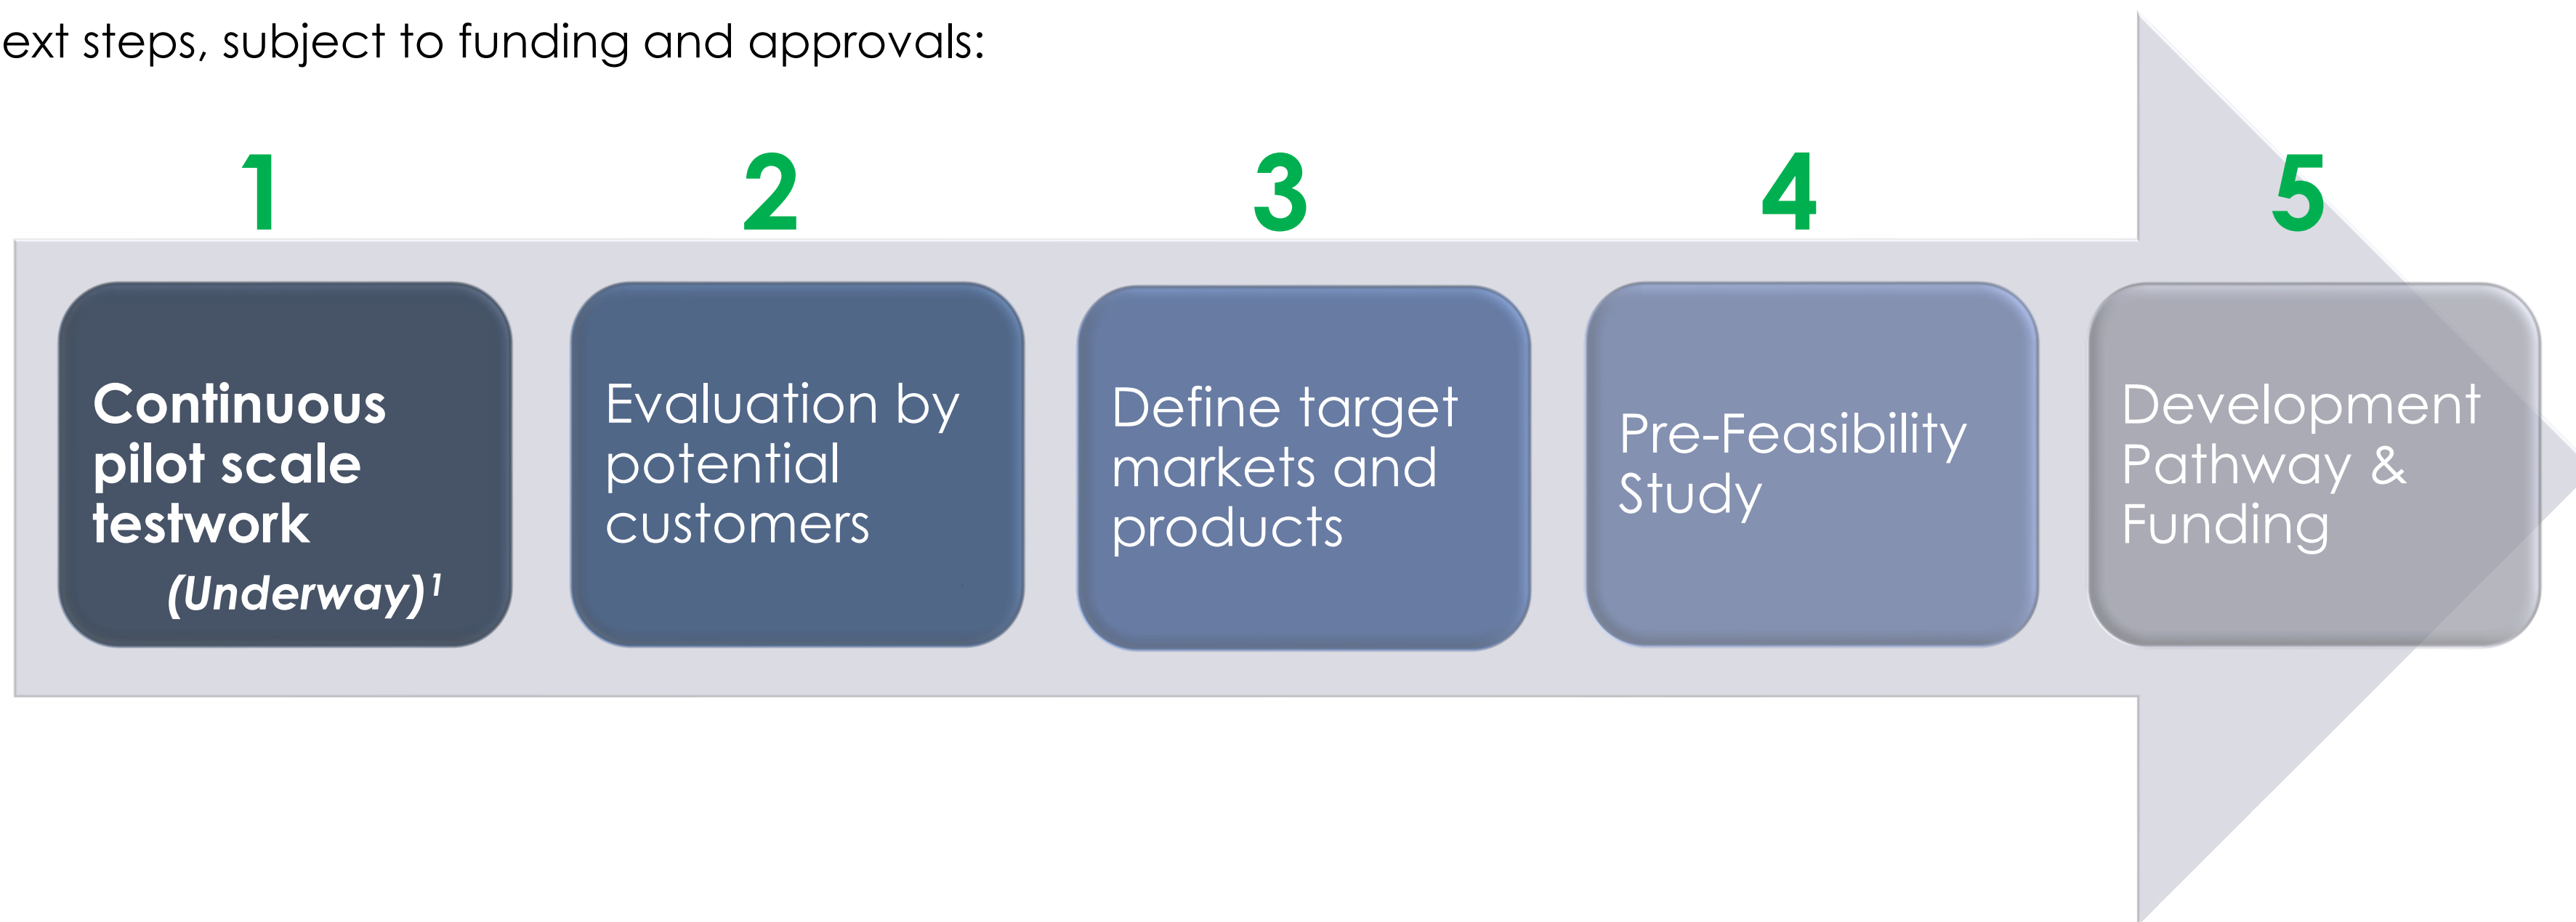 ext steps, subject to funding and approvals:
1
2
3
4
5
Continuous
pilot scale
testwork
(Underway)¹
Evaluation by
potential
customers
Define target
markets and
products
Pre-Feasibility
Study
Development
Pathway &
Funding